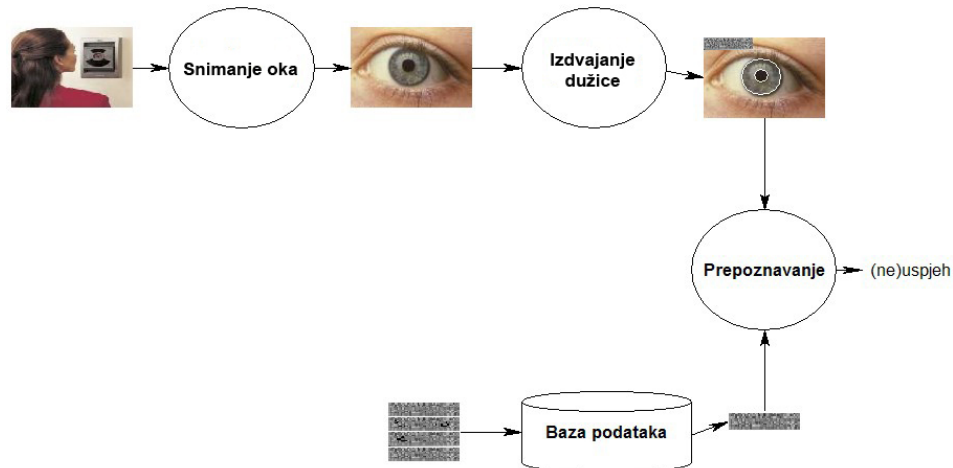 Snimanje oka
Izdvajanje
dužice
Prepoznavanje
(ne)uspjeh
Baza podataka